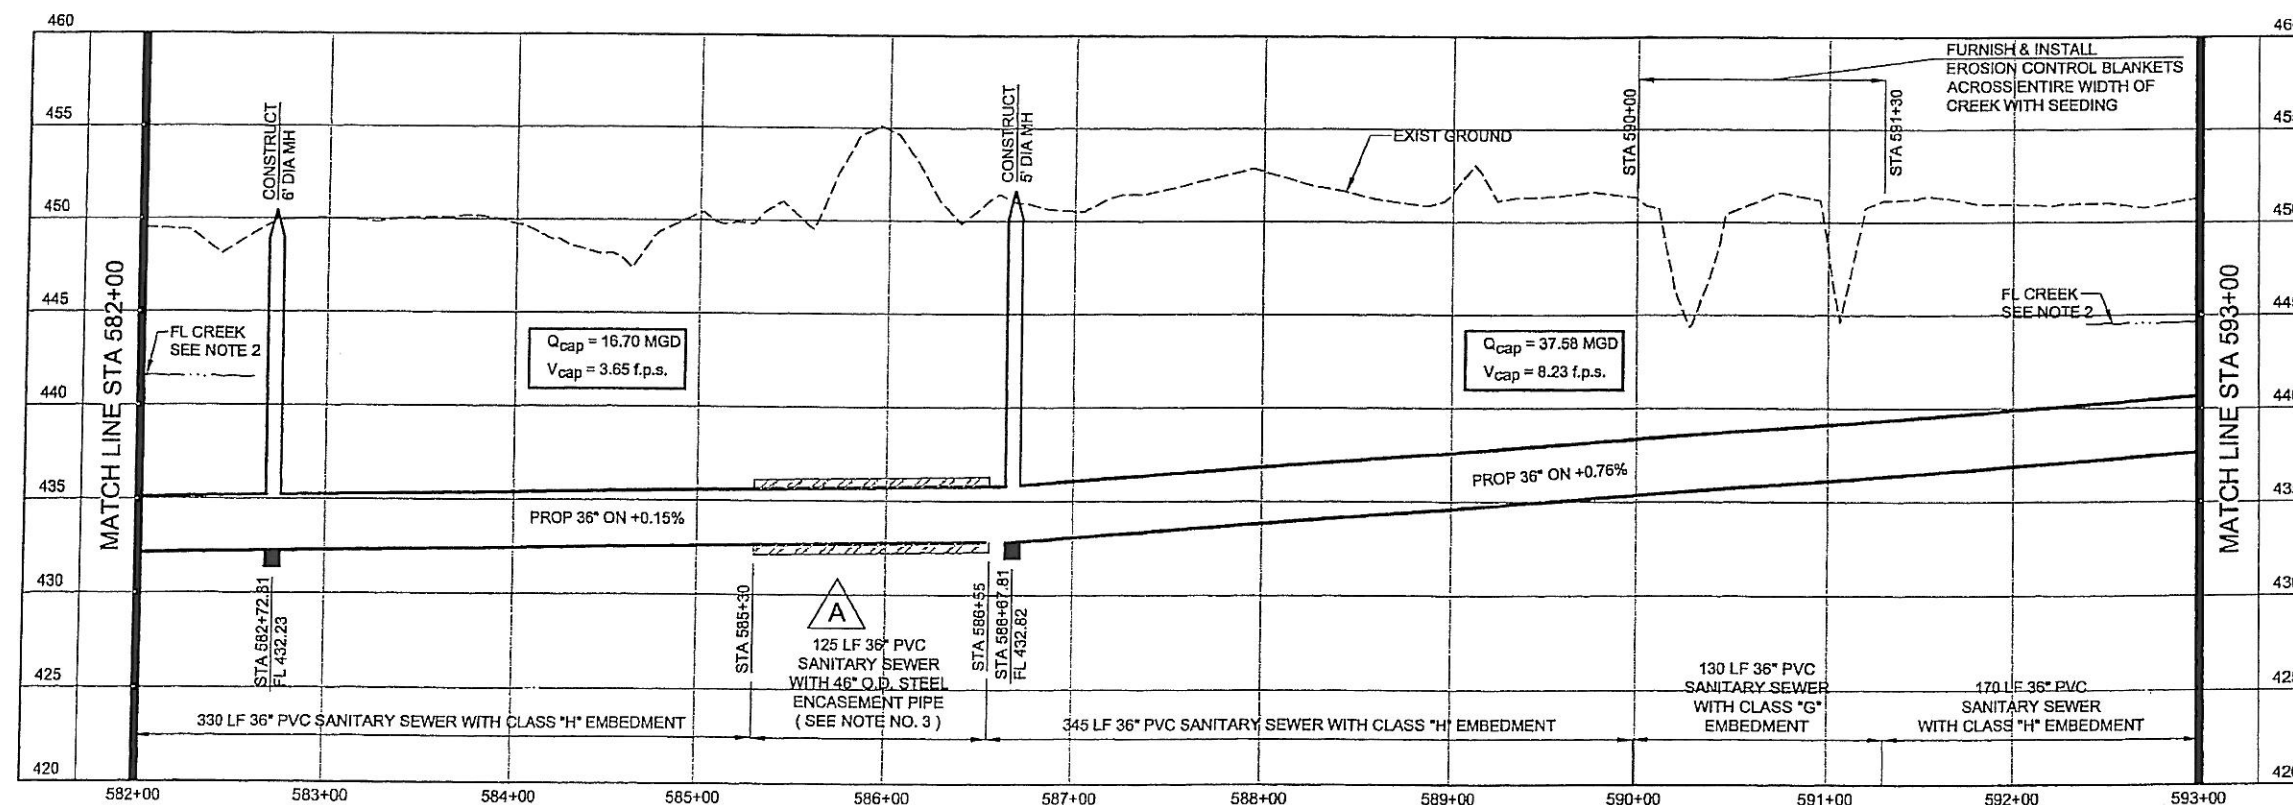 460
455
450
445
440
435
430
425
420
46
45
450
445
440
43
430
425
420
MATCH LINE STA 582+00
FL CREEK
SEE NOTE 2
CONSTRUCT
6' DIA MH
Qcap = 16.70 MGD
Vcap = 3.65 f.p.s.
CONSTRUCT
5' DIA MH
EXIST GROUND
Qcap = 37.58 MGD
Vcap = 8.23 f.p.s.
STA 590+00
FURNISH & INSTALL
EROSION CONTROL BLANKETS
ACROSS ENTIRE WIDTH OF
CREEK WITH SEEDING
STA 591+30
FL CREEK
SEE NOTE 2
MATCH LINE STA 593+00
PROP 36" ON +0.15%
PROP 36" ON +0.76%
STA 582+72.81
FL 432.23
STA 585+30
A
125 LF 36" PVC
SANITARY SEWER
WITH 46" O.D. STEEL
ENCASEMENT PIPE
( SEE NOTE NO. 3 )
STA 586+55
STA 586+67.81
FL 432.82
330 LF 36" PVC SANITARY SEWER WITH CLASS "H" EMBEDMENT
345 LF 36" PVC SANITARY SEWER WITH CLASS "H" EMBEDMENT
130 LF 36" PVC
SANITARY SEWER
WITH CLASS "G"
EMBEDMENT
170 LF 36" PVC
SANITARY SEWER
WITH CLASS "H" EMBEDMENT
582+00 583+00 584+00 585+00 586+00 587+00 588+00 589+00 590+00 591+00 592+00 593+00